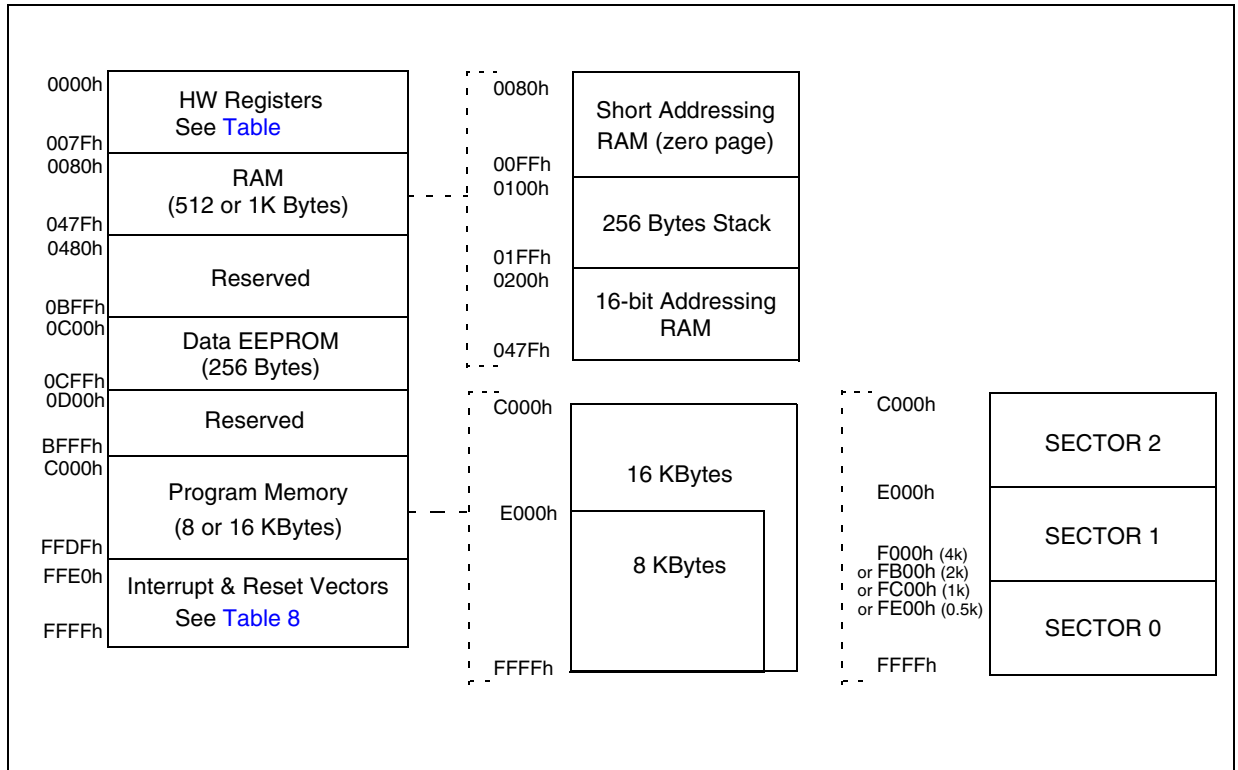 0000h
HW Registers
See Table
007Fh
0080h
RAM
(512 or 1K Bytes)
047Fh
0480h
Reserved
0BFFh
0C00h
Data EEPROM
(256 Bytes)
0CFFh
0D00h
Reserved
BFFFh
C000h
Program Memory
(8 or 16 KBytes)
FFDFh
FFE0h
Interrupt & Reset Vectors
See Table 8
FFFFh
0080h
Short Addressing
RAM (zero page)
00FFh
0100h
256 Bytes Stack
01FFh
0200h
16-bit Addressing
RAM
047Fh
C000h
16 KBytes
E000h
8 KBytes
FFFFh
C000h
SECTOR 2
E000h
SECTOR 1
F000h (4k)
or FB00h (2k)
or FC00h (1k)
or FE00h (0.5k)
SECTOR 0
FFFFh